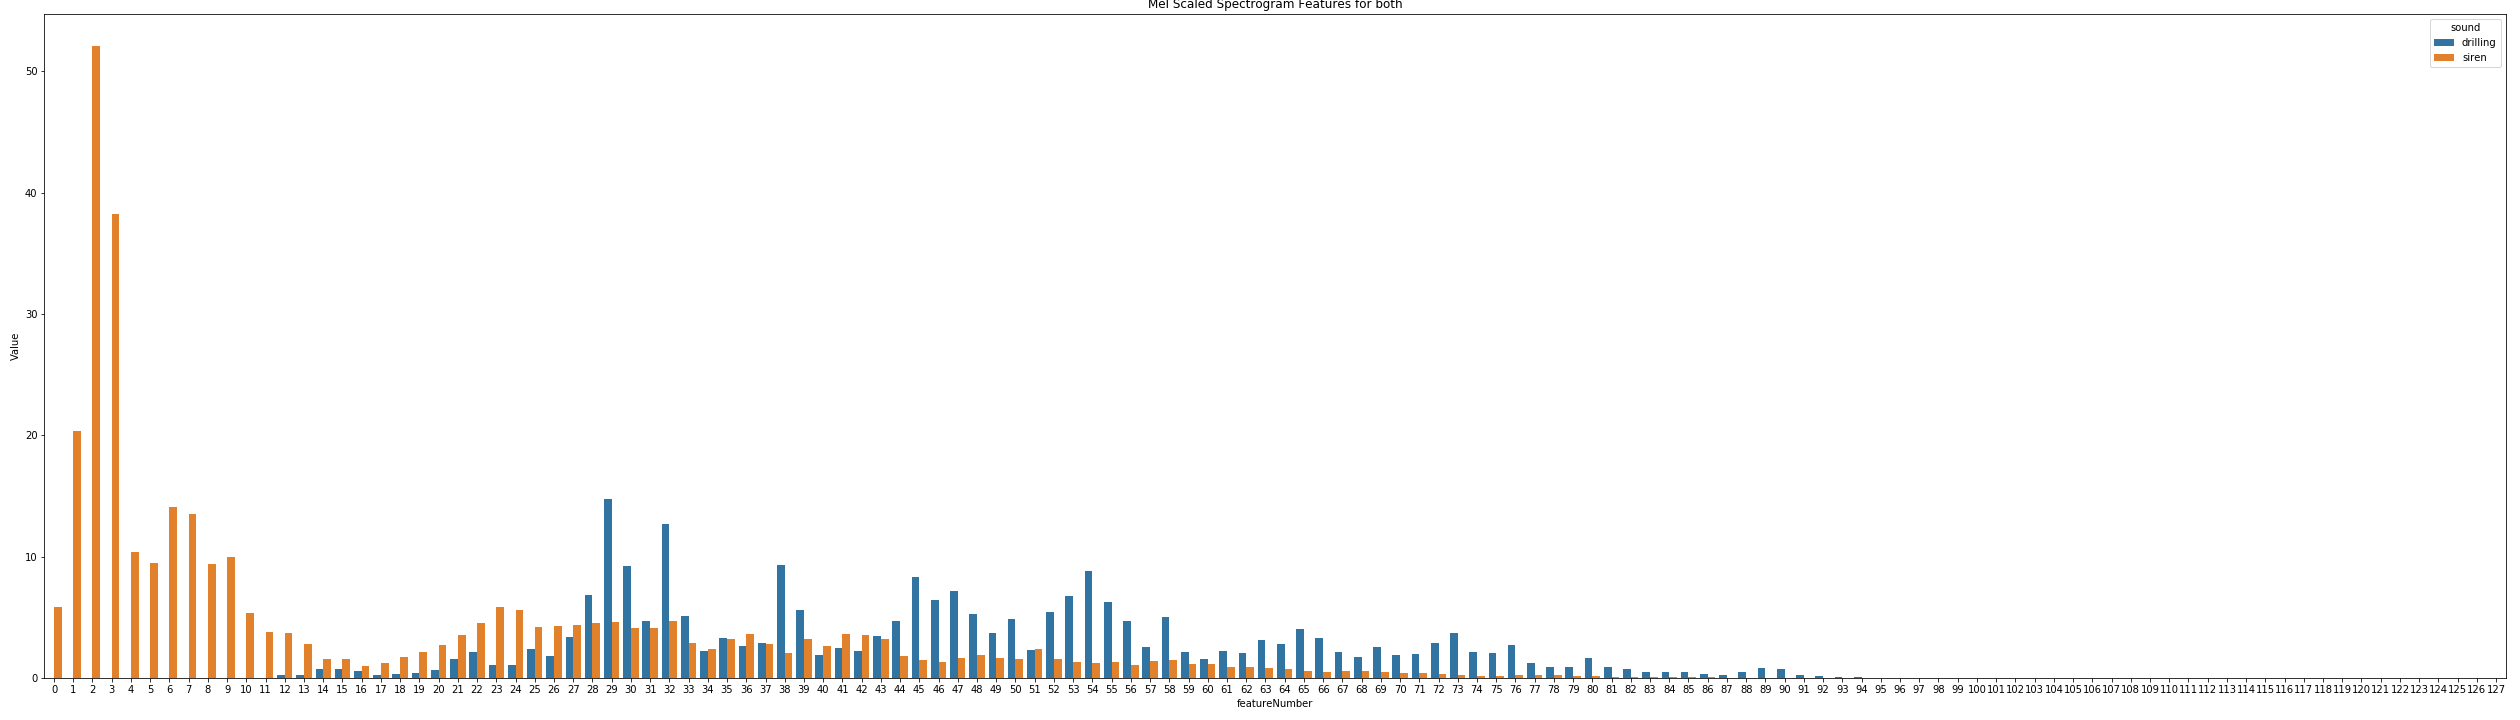 Mel Scaled Spectrogram Features for both
sound
drilling
siren
50
40
30
20
10
0
Value
0 1 2 3 4 5 6 7 8 9 10 11 12 13 14 15 16 17 18 19 20 21 22 23 24 25 26 27 28 29 30 31 32 33 34 35 36 37 38 39 40 41 42 43 44 45 46 47 48 49 50 51 52 53 54 55 56 57 58 59 60 61 62 63 64 65 66 67 68 69 70 71 72 73 74 75 76 77 78 79 80 81 82 83 84 85 86 87 88 89 90 91 92 93 94 95 96 97 98 99 100 101 102 103 104 105 106 107 108 109 110 111 112 113 114 115 116 117 118 119 120 121 122 123 124 125 126 127
featureNumber